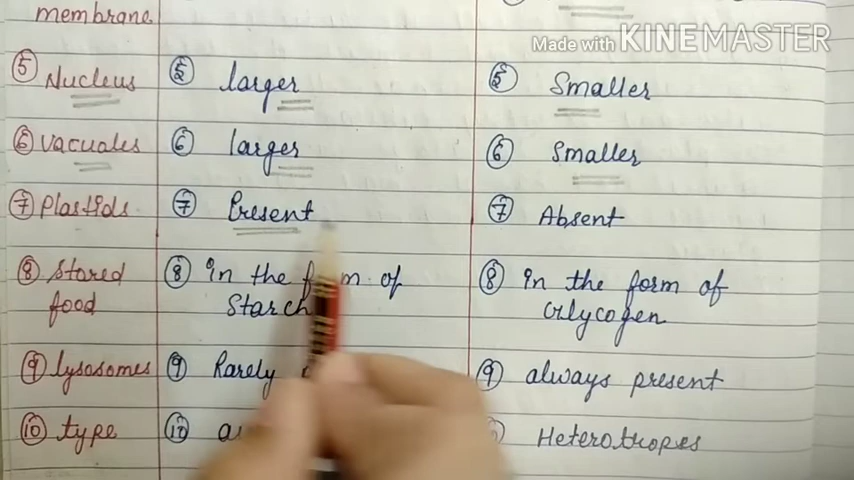 membrane
Made with KINEMASTER
⑤ Nucleus ⑤ larger ⑤ Smaller
⑥ vacuoles ⑥ larger ⑥ Smaller
⑦ Plastids ⑦ Present ⑦ Absent
⑧ Stored ⑧ In the form of ⑧ In the form of
food Starch Glycogen
⑨ lysosomes ⑨ Rarely ⑨ always present
⑩ type ⑩ Heterotropes